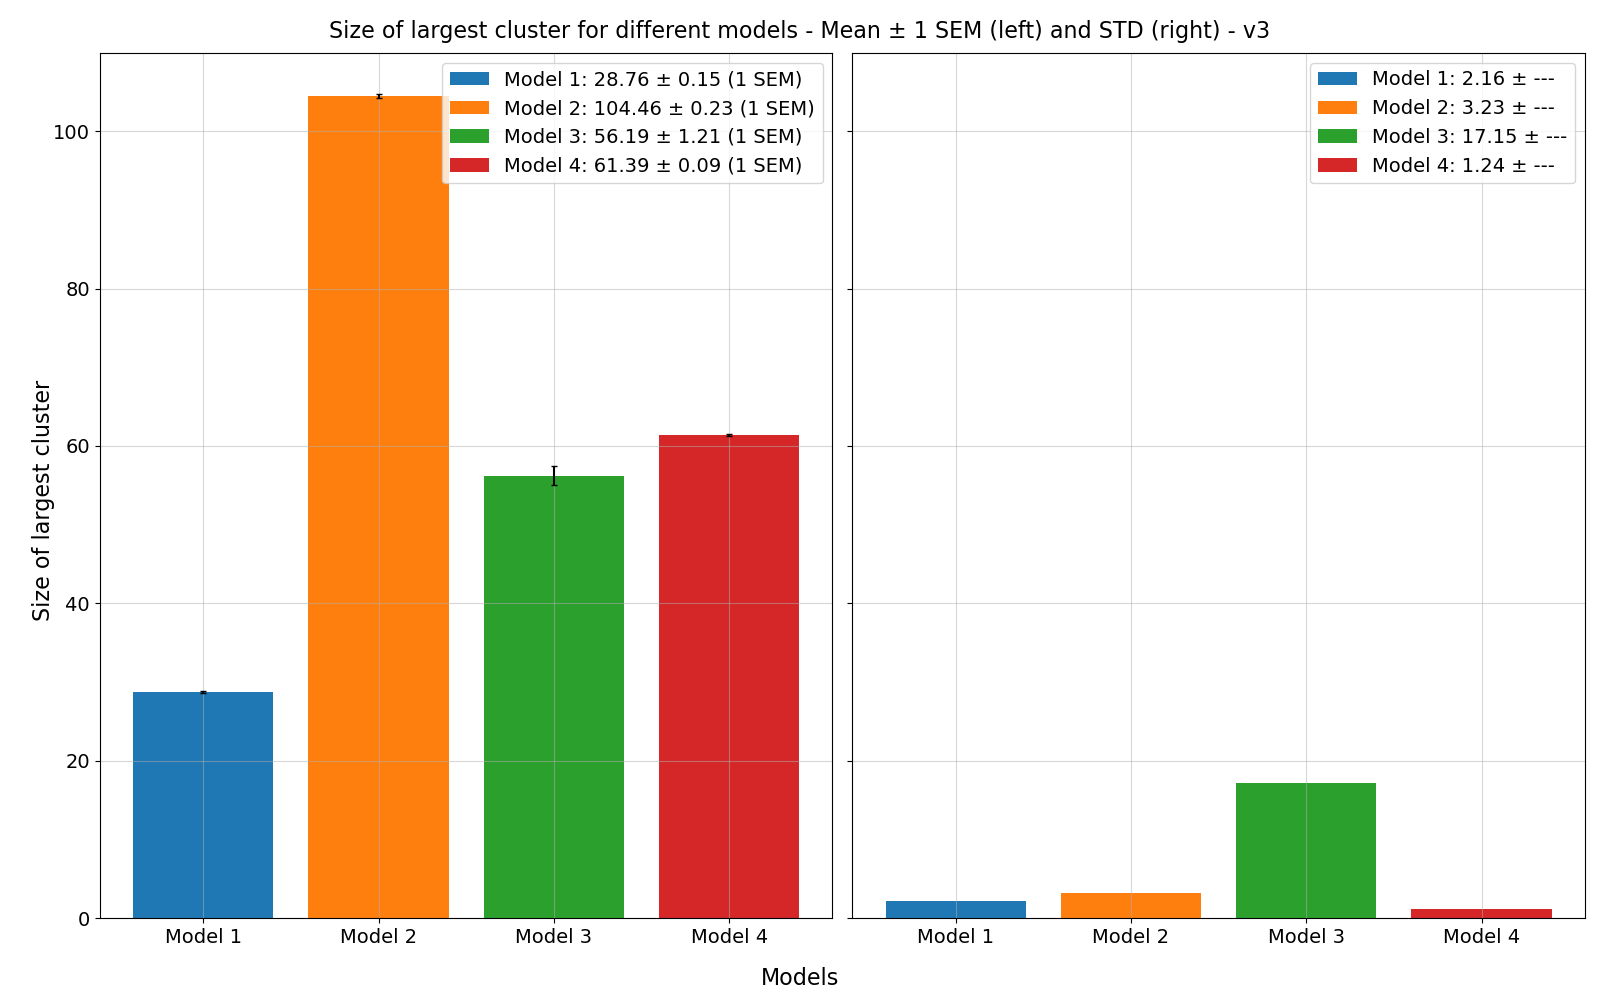 Size of largest cluster for different models - Mean ± 1 SEM (left) and STD (right) - v3
Size of largest cluster
100
80
60
40
20
0
Model 1: 28.76 ± 0.15 (1 SEM)
Model 2: 104.46 ± 0.23 (1 SEM)
Model 3: 56.19 ± 1.21 (1 SEM)
Model 4: 61.39 ± 0.09 (1 SEM)
Model 1
Model 2
Model 3
Model 4
Model 1: 2.16 ± ---
Model 2: 3.23 ± ---
Model 3: 17.15 ± ---
Model 4: 1.24 ± ---
Model 1
Model 2
Model 3
Model 4
Models